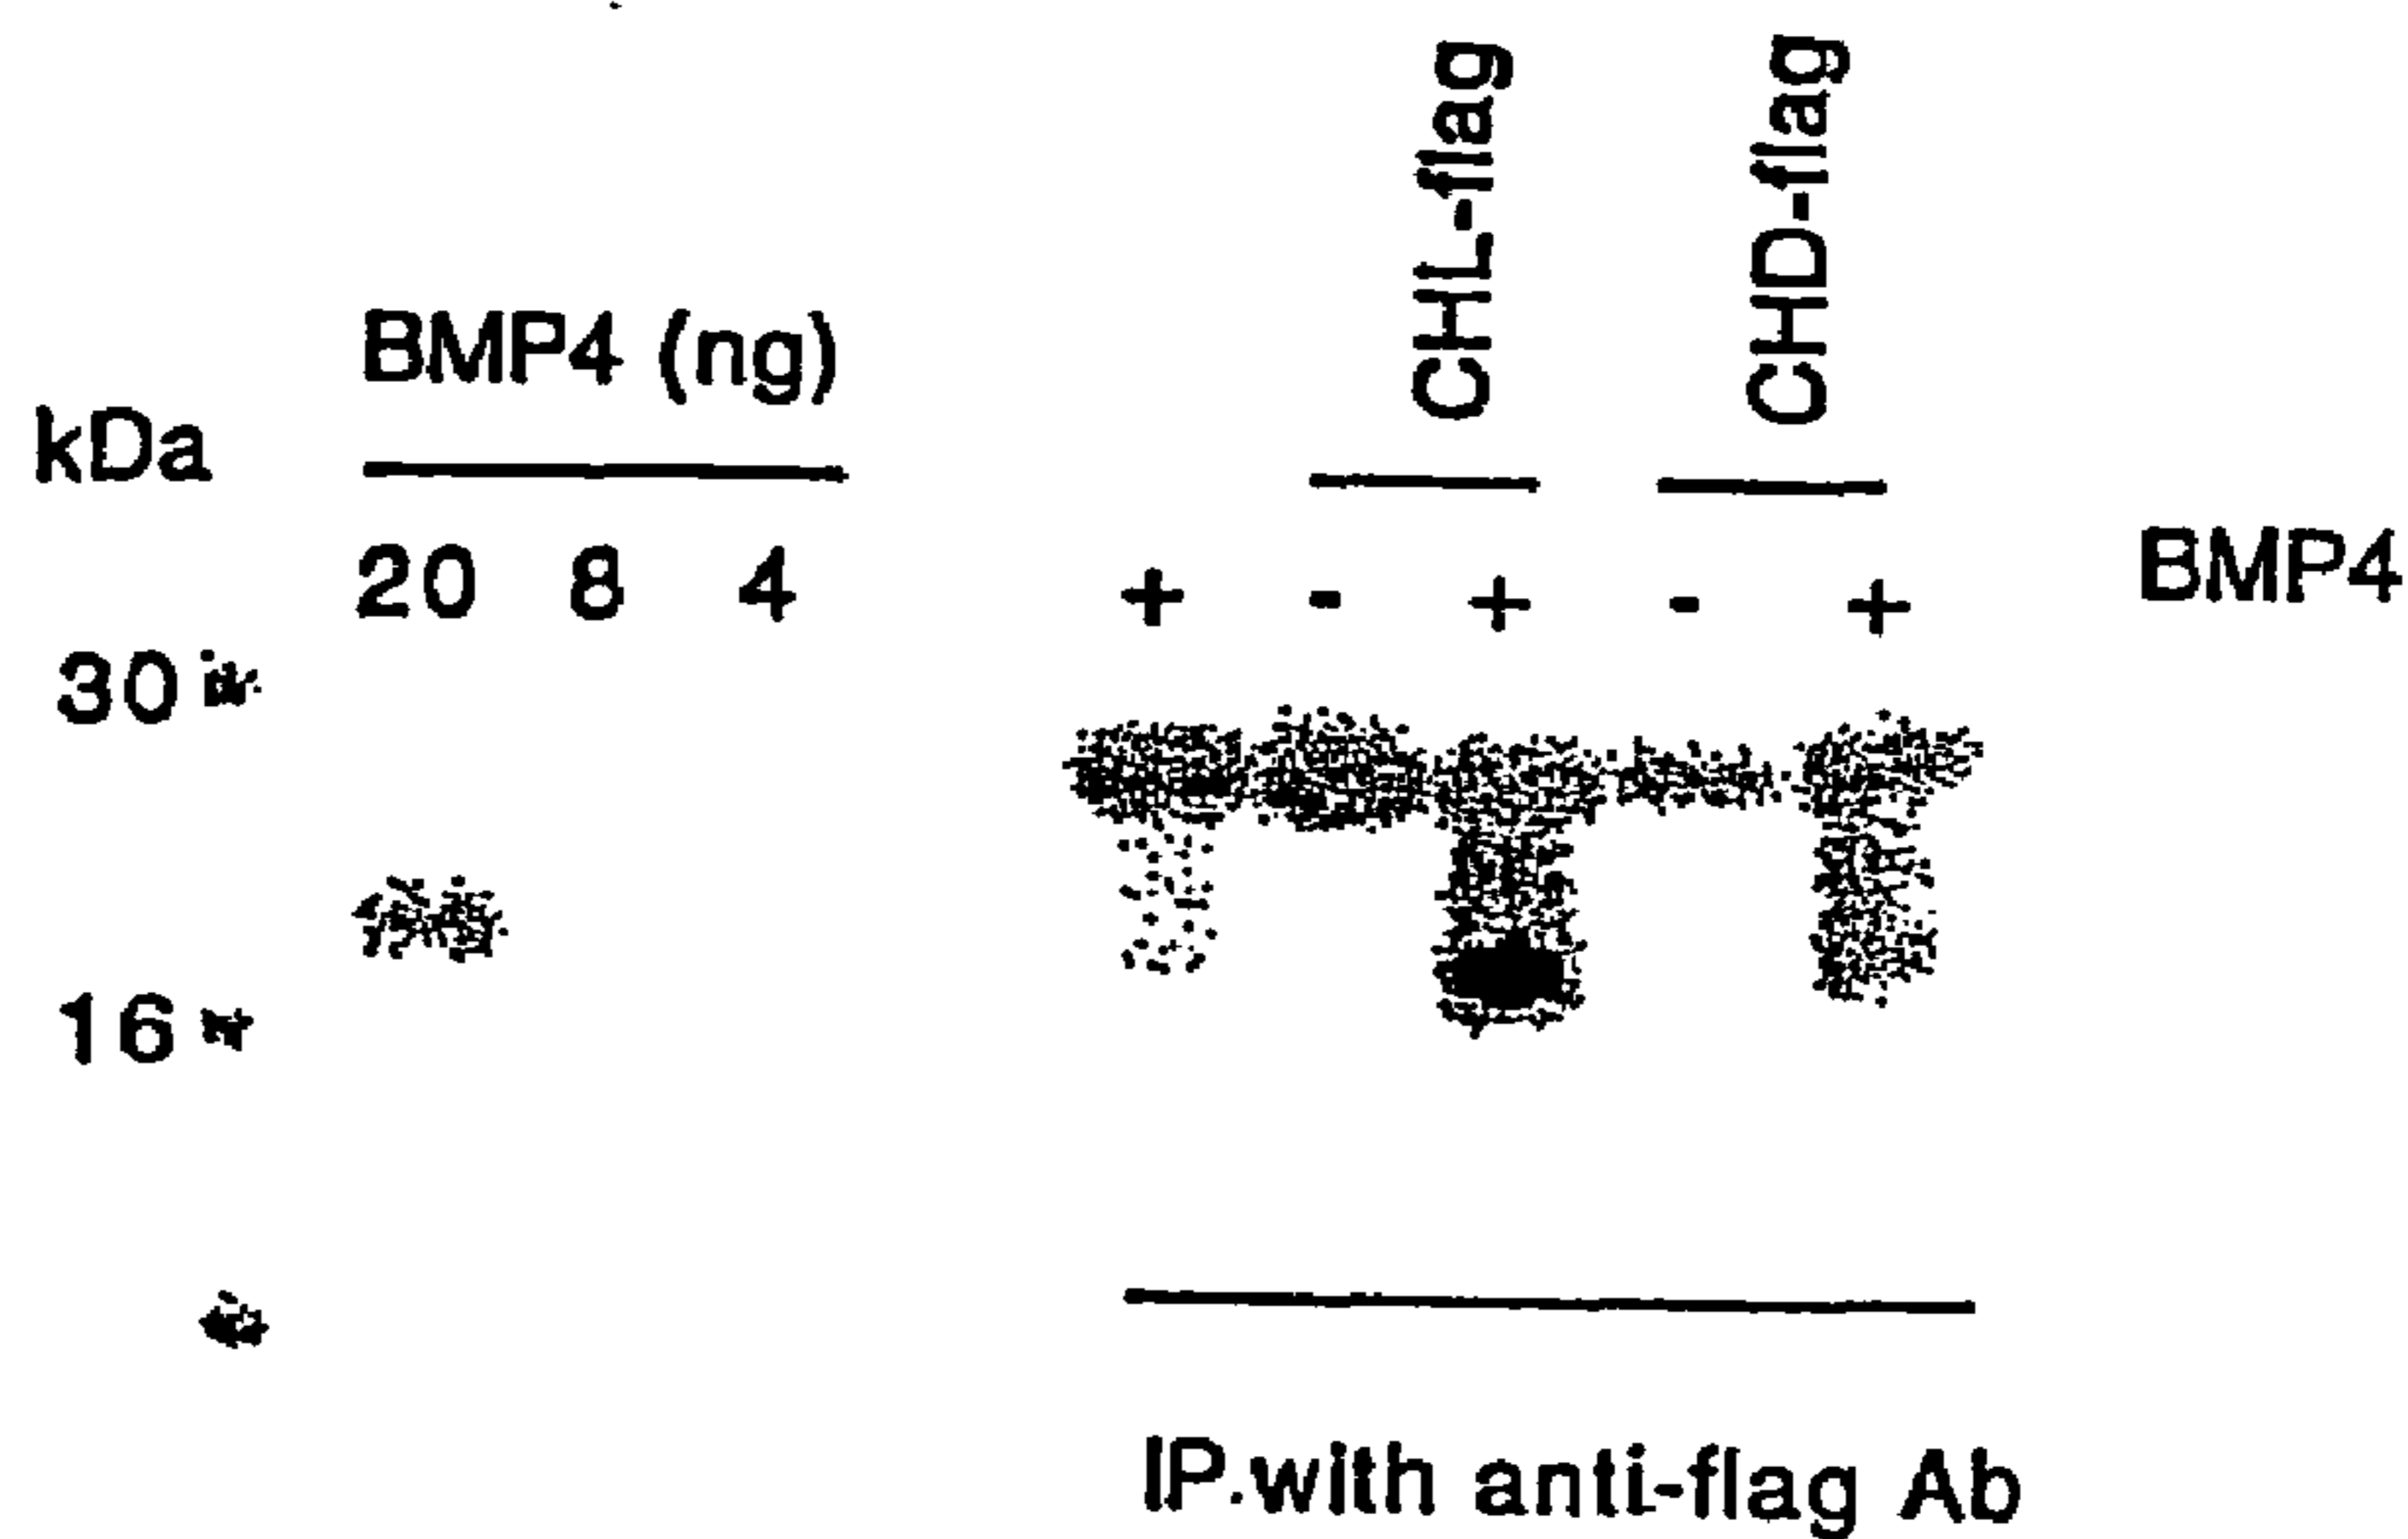 CHL-flag
CHD-flag
BMP4 (ng)
kDa
20 8 4 + - + - + BMP4
30
16
IP.with anti-flag Ab